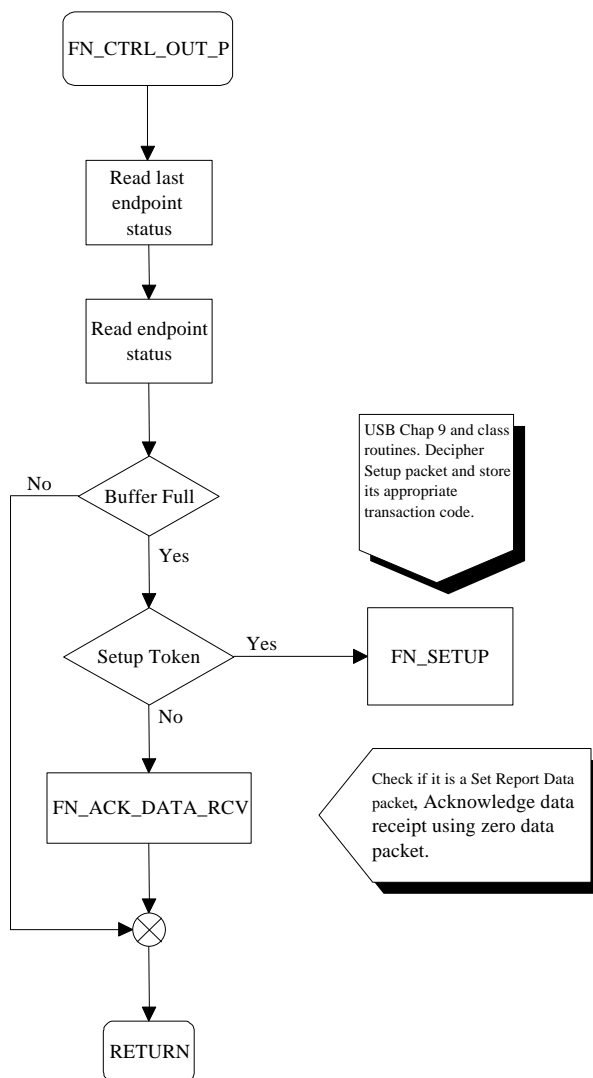 FN_CTRL_OUT_P
Read last
endpoint
status
Read endpoint
status
USB Chap 9 and class
routines. Decipher
Setup packet and store
its appropriate
transaction code.
No
Buffer Full
Yes
Setup Token
Yes
FN_SETUP
No
FN_ACK_DATA_RCV
Check if it is a Set Report Data
packet, Acknowledge data
receipt using zero data
packet.
RETURN